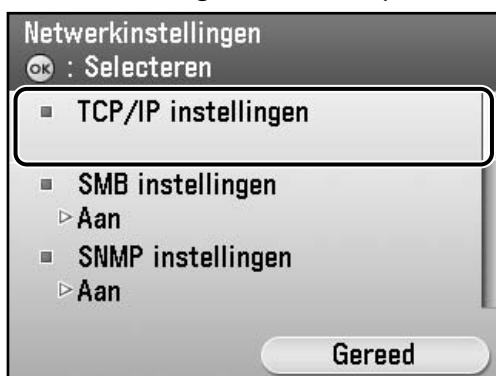 Netwerkinstellingen
OK : Selecteren
TCP/IP instellingen
SMB instellingen
Aan
SNMP instellingen
Aan
Gereed